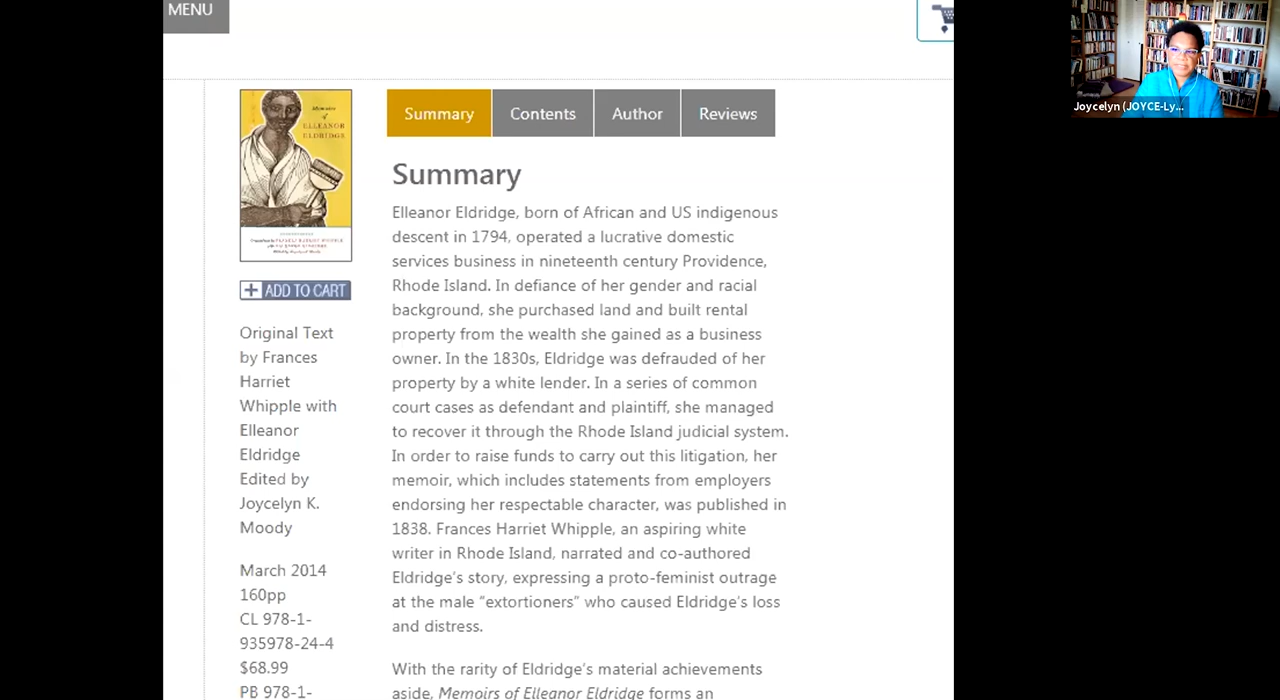 MENU
Joycelyn (JOYCE-Ly...
Memoirs
of
ELLEANOR
ELDRIDGE
ADD TO CART
Original Text
by Frances
Harriet
Whipple with
Elleanor
Eldridge
Edited by
Joycelyn K.
Moody
March 2014
160pp
CL 978-1-
935978-24-4
$68.99
PB 978-1-
Summary
Contents
Author
Reviews
Summary
Elleanor Eldridge, born of African and US indigenous
descent in 1794, operated a lucrative domestic
services business in nineteenth century Providence,
Rhode Island. In defiance of her gender and racial
background, she purchased land and built rental
property from the wealth she gained as a business
owner. In the 1830s, Eldridge was defrauded of her
property by a white lender. In a series of common
court cases as defendant and plaintiff, she managed
to recover it through the Rhode Island judicial system.
In order to raise funds to carry out this litigation, her
memoir, which includes statements from employers
endorsing her respectable character, was published in
1838. Frances Harriet Whipple, an aspiring white
writer in Rhode Island, narrated and co-authored
Eldridge’s story, expressing a proto-feminist outrage
at the male “extortioners” who caused Eldridge’s loss
and distress.
With the rarity of Eldridge’s material achievements
aside, Memoirs of Elleanor Eldridge forms an